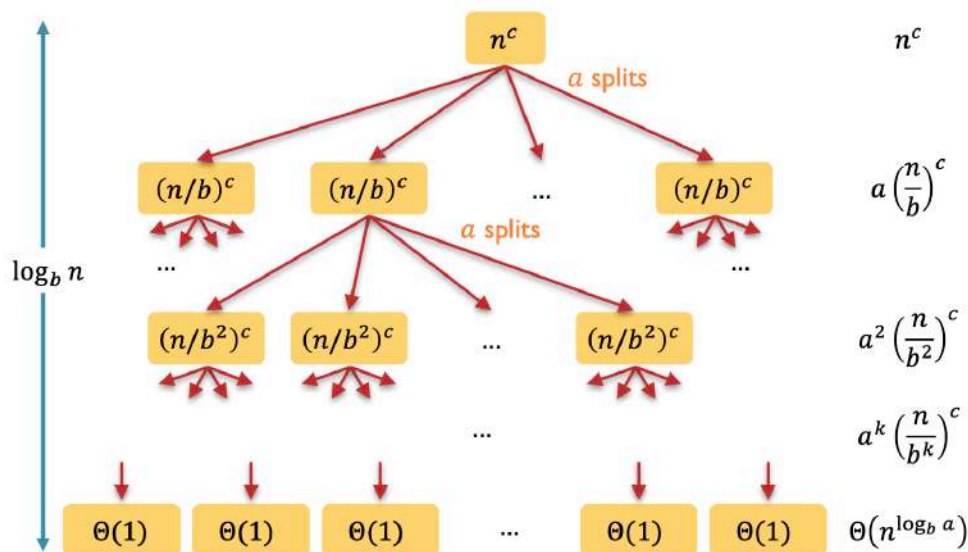 n^c n^c
a splits
(n/b)^c (n/b)^c ... (n/b)^c a(n/b)^c
a splits
... ...
log_b n
(n/b^2)^c (n/b^2)^c ... (n/b^2)^c a^2(n/b^2)^c
... a^k(n/b^k)^c
Θ(1) Θ(1) Θ(1) ... Θ(1) Θ(1) Θ(n^{log_b a})